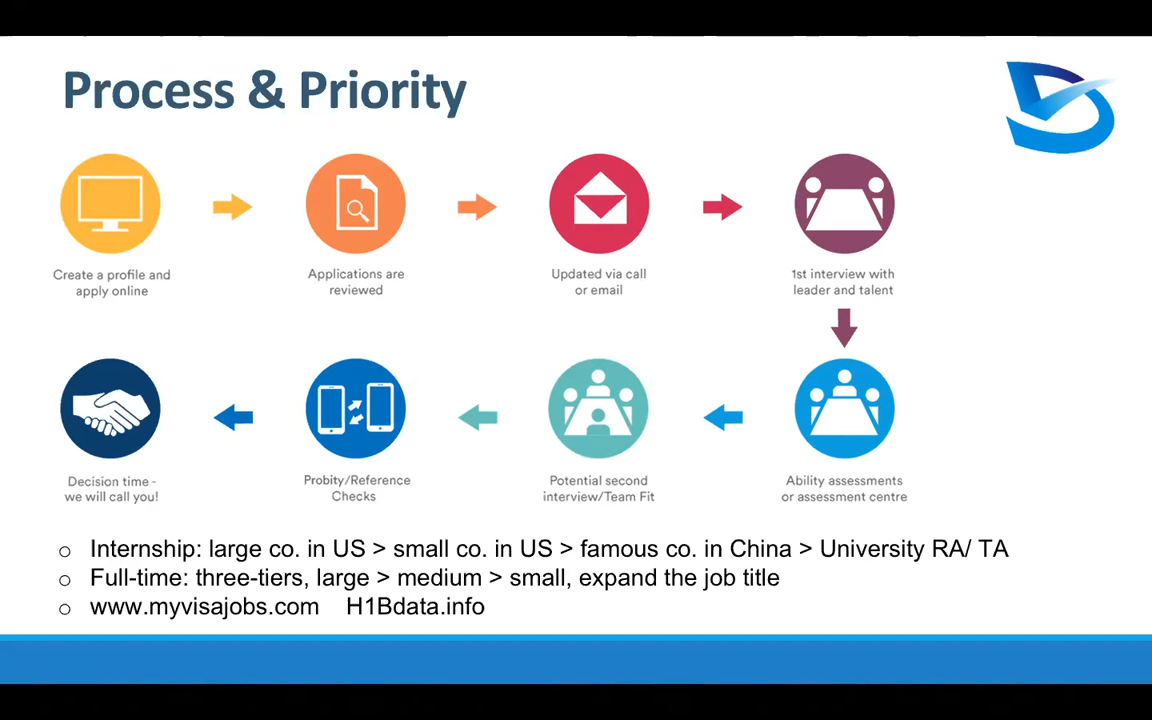 Process & Priority
Create a profile and
apply online
Applications are
reviewed
Updated via call
or email
1st interview with
leader and talent
Decision time -
we will call you!
Probity/Reference
Checks
Potential second
interview/Team Fit
Ability assessments
or assessment centre
o Internship: large co. in US > small co. in US > famous co. in China > University RA/ TA
o Full-time: three-tiers, large > medium > small, expand the job title
o www.myvisajobs.com H1Bdata.info